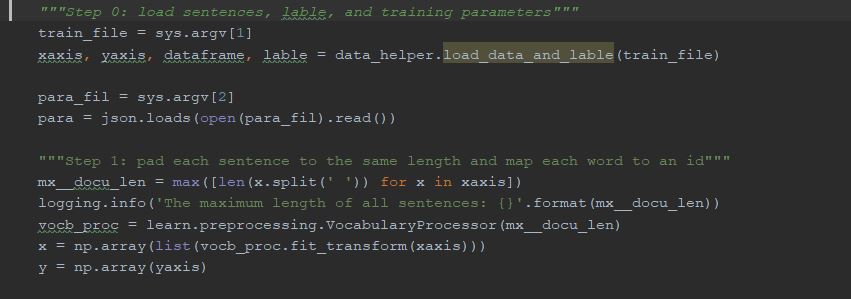 """Step 0: load sentences, lable, and training parameters"""
train_file = sys.argv[1]
xaxis, yaxis, dataframe, lable = data_helper.load_data_and_lable(train_file)
para_fil = sys.argv[2]
para = json.loads(open(para_fil).read())
"""Step 1: pad each sentence to the same length and map each word to an id"""
mx__docu_len = max([len(x.split(' ')) for x in xaxis])
logging.info('The maximum length of all sentences: {}'.format(mx__docu_len))
vocb_proc = learn.preprocessing.VocabularyProcessor(mx__docu_len)
x = np.array(list(vocb_proc.fit_transform(xaxis)))
y = np.array(yaxis)